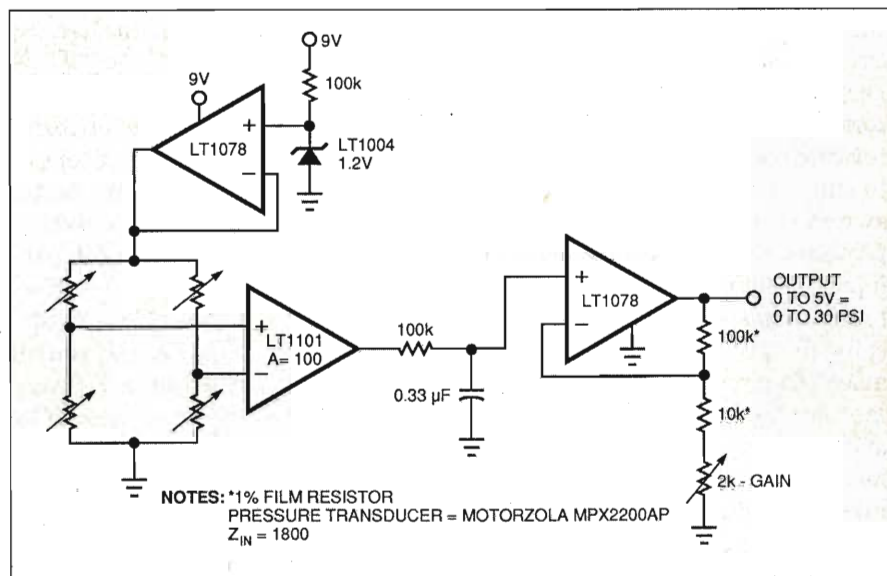 9V
9V
100k
LT1078
+
−
LT1004
1.2V
+
−
LT1101
A= 100
100k
0.33 µF
+
−
LT1078
OUTPUT
0 TO 5V =
0 TO 30 PSI
100k*
10k*
2k - GAIN
NOTES: *1% FILM RESISTOR
PRESSURE TRANSDUCER = MOTORZOLA MPX2200AP
Z_IN = 1800